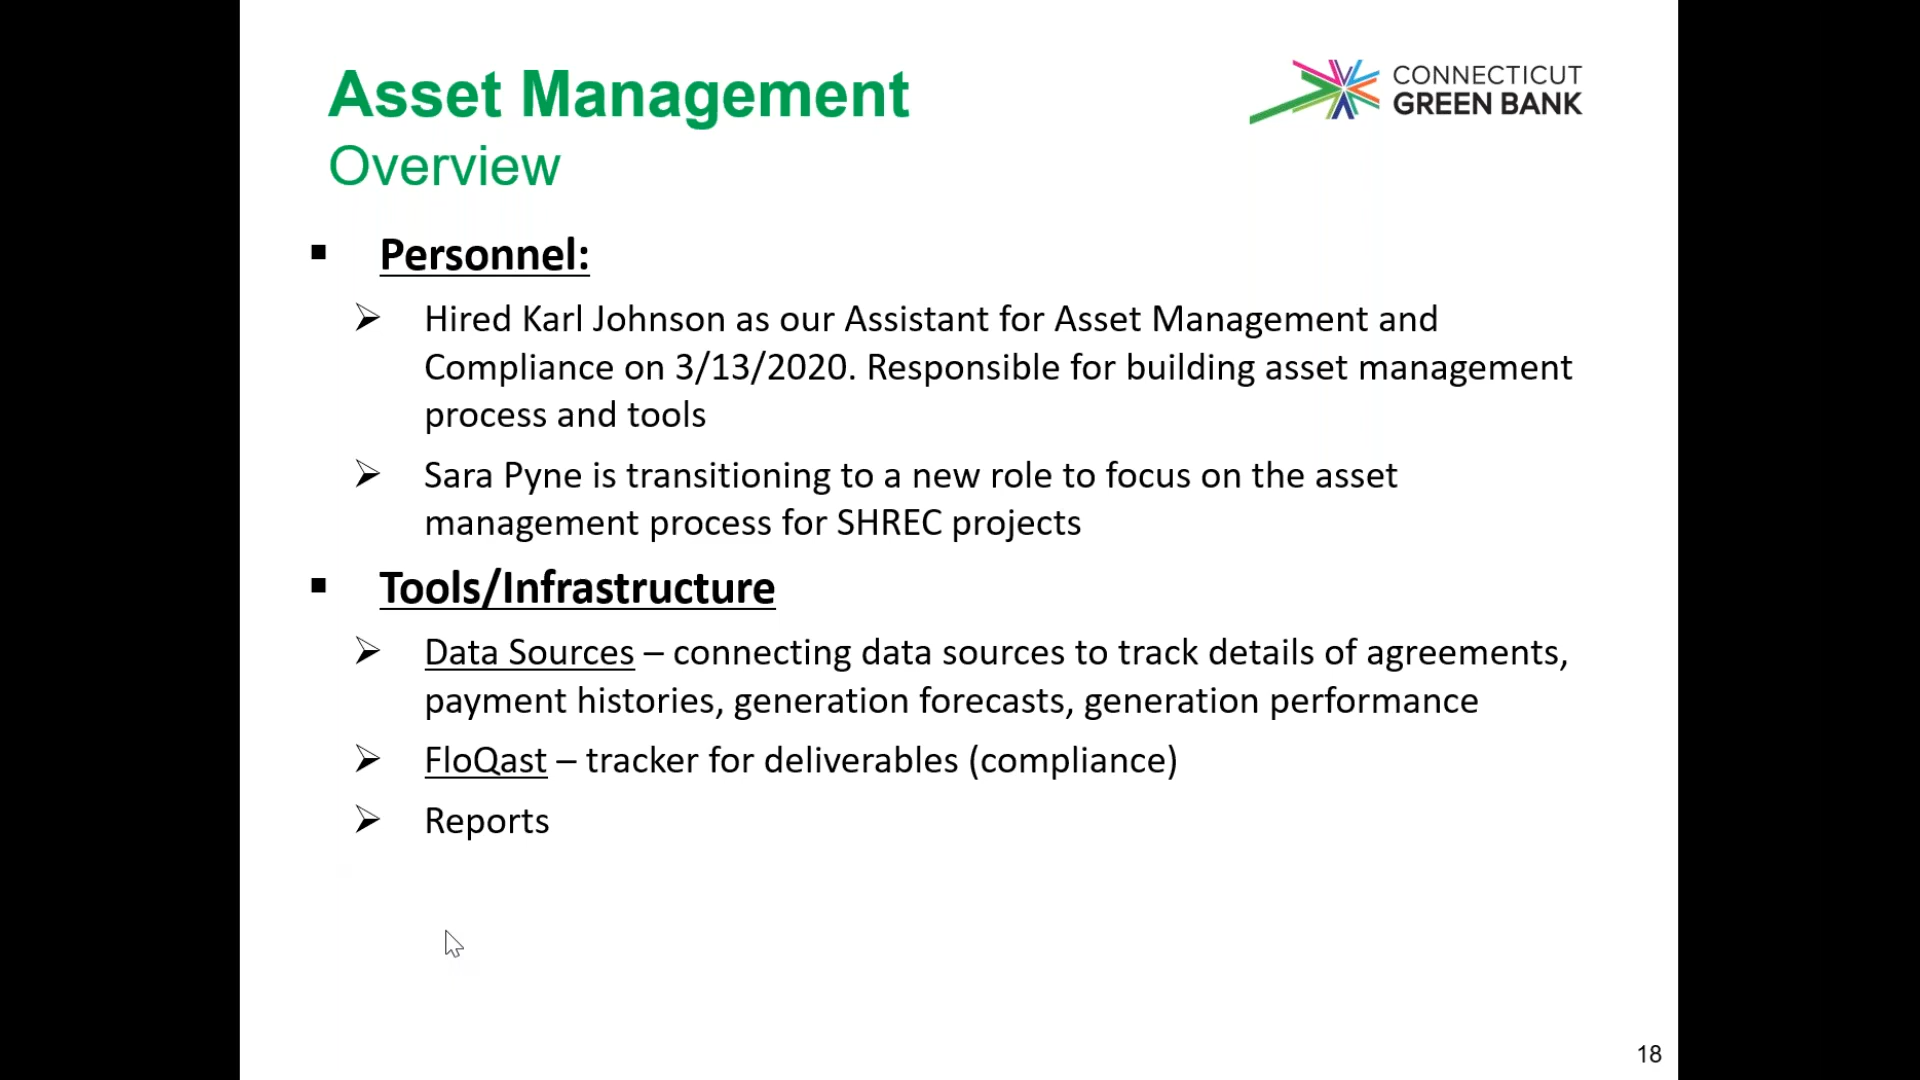 Asset Management
Overview
CONNECTICUT
GREEN BANK
Personnel:
Hired Karl Johnson as our Assistant for Asset Management and
Compliance on 3/13/2020. Responsible for building asset management
process and tools
Sara Pyne is transitioning to a new role to focus on the asset
management process for SHREC projects
Tools/Infrastructure
Data Sources – connecting data sources to track details of agreements,
payment histories, generation forecasts, generation performance
FloQast – tracker for deliverables (compliance)
Reports
18